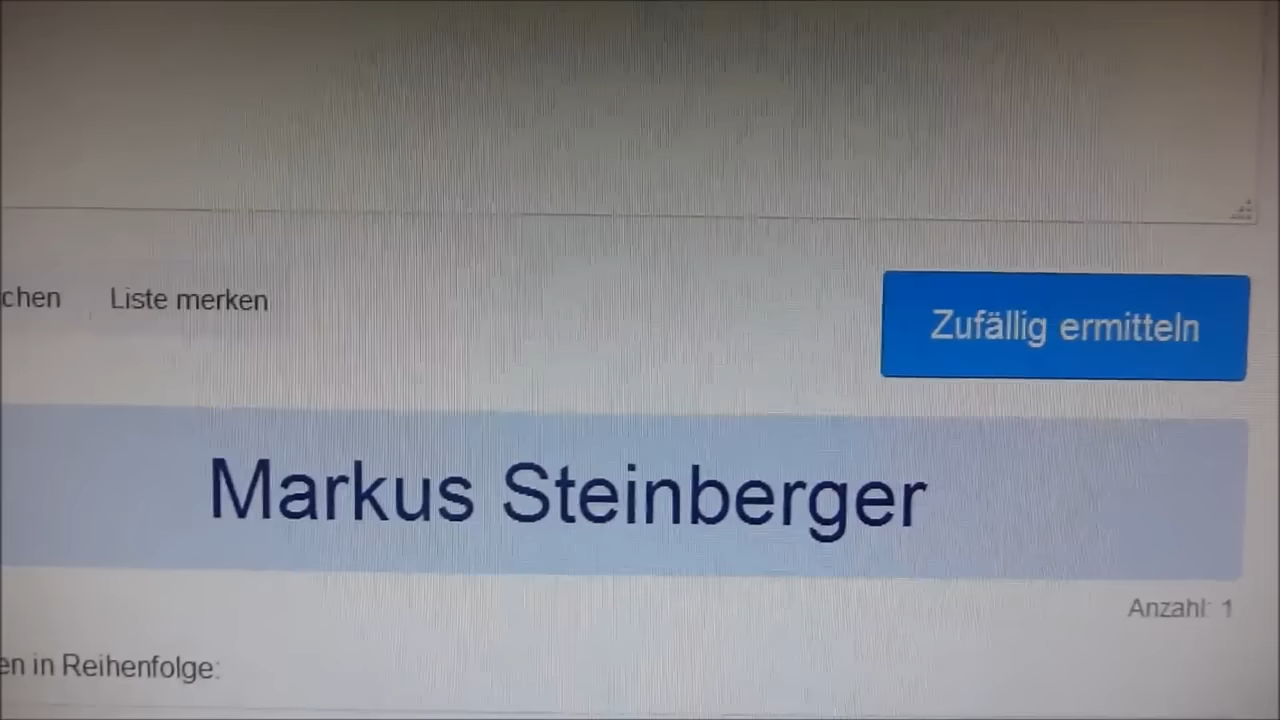 chen Liste merken
Zufällig ermitteln
Markus Steinberger
Anzahl: 1
en in Reihenfolge: